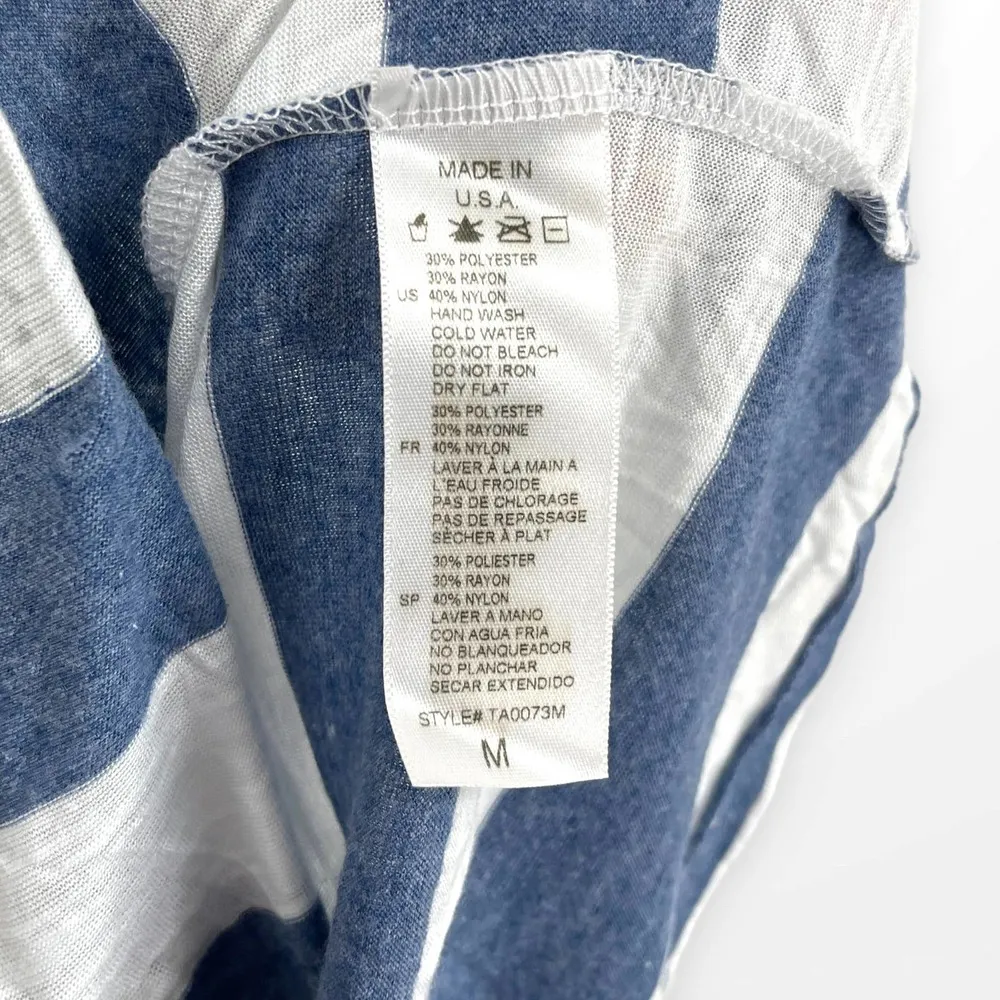 MADE IN
U.S.A.
30% POLYESTER
30% RAYON
US 40% NYLON
HAND WASH
COLD WATER
DO NOT BLEACH
DO NOT IRON
DRY FLAT
30% POLYESTER
30% RAYONNE
FR 40% NYLON
LAVER À LA MAIN A
L'EAU FROIDE
PAS DE CHLORAGE
PAS DE REPASSAGE
SÈCHER À PLAT
30% POLIESTER
30% RAYON
SP 40% NYLON
LAVER A MANO
CON AGUA FRIA
NO BLANQUEADOR
NO PLANCHAR
SECAR EXTENDIDO
STYLE# TA0073M
M